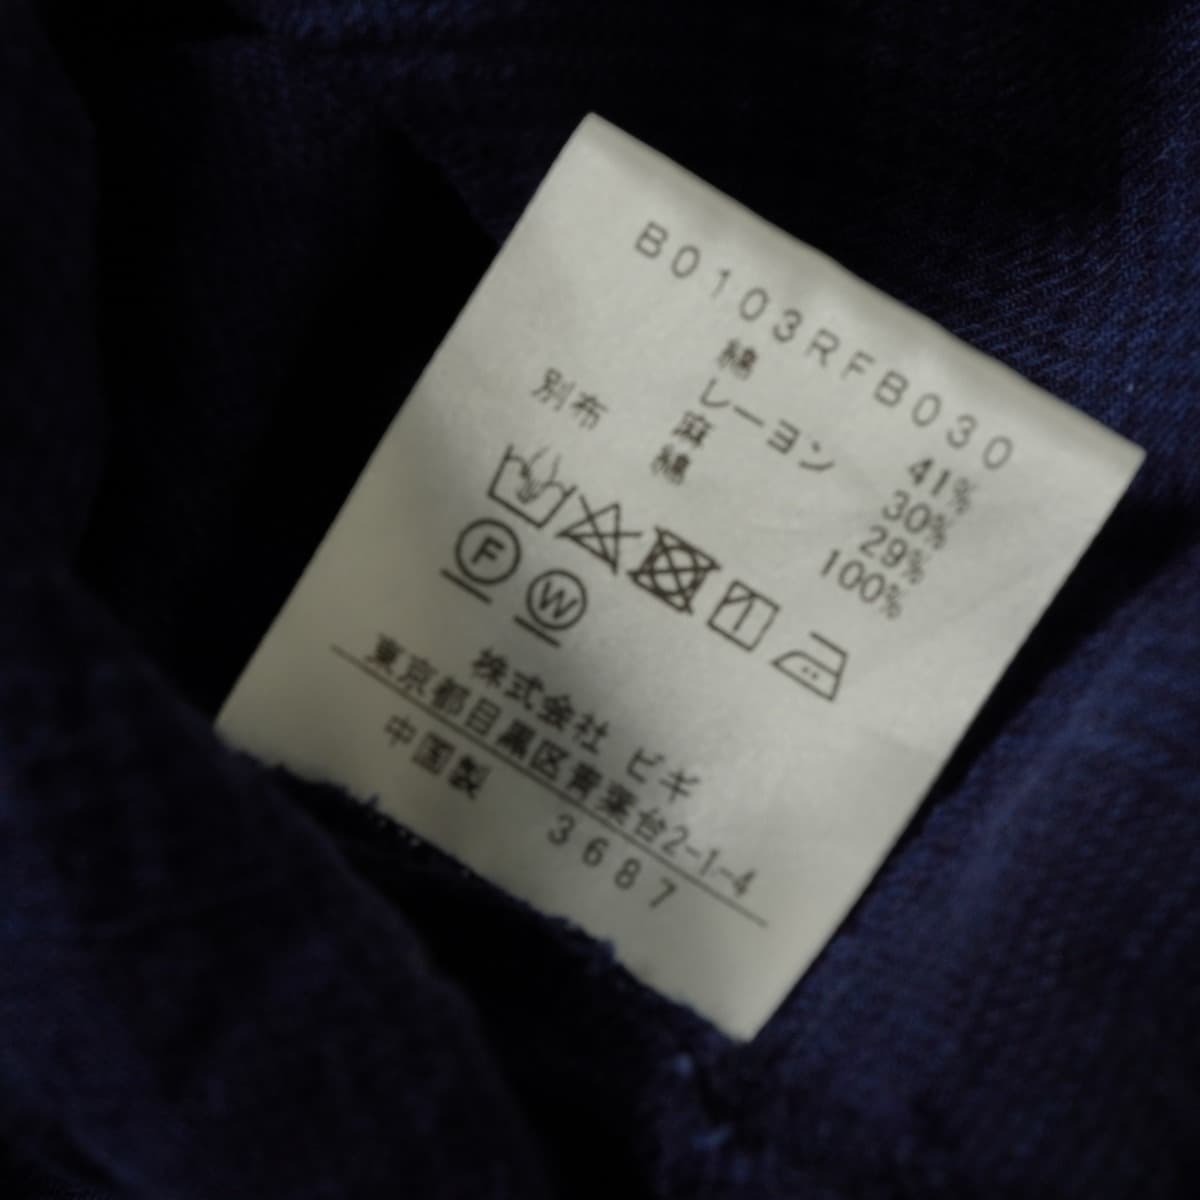 B0103RFB030
綿 41%
レーヨン 30%
麻 29%
別布 綿 100%
F W
株式会社 ビギ
東京都目黒区青葉台2-1-4
中国製 3687